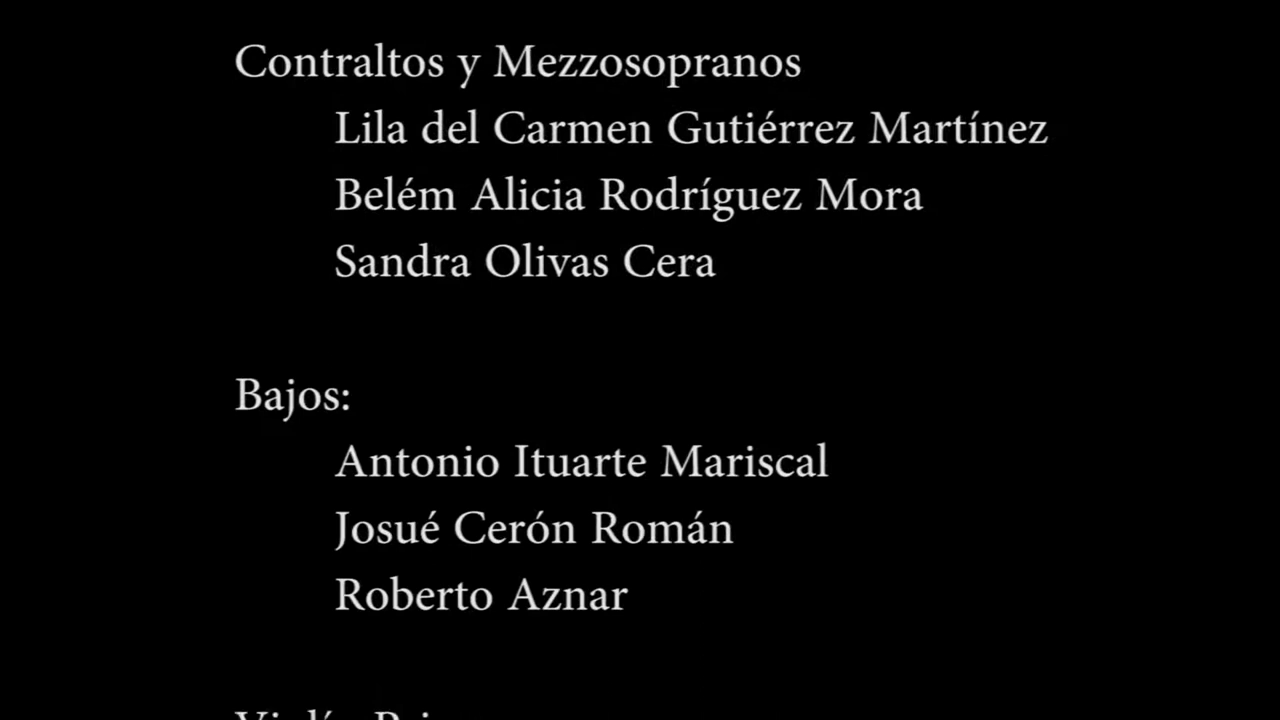 Contraltos y Mezzosopranos
Lila del Carmen Gutiérrez Martínez
Belém Alicia Rodríguez Mora
Sandra Olivas Cera
Bajos:
Antonio Ituarte Mariscal
Josué Cerón Román
Roberto Aznar